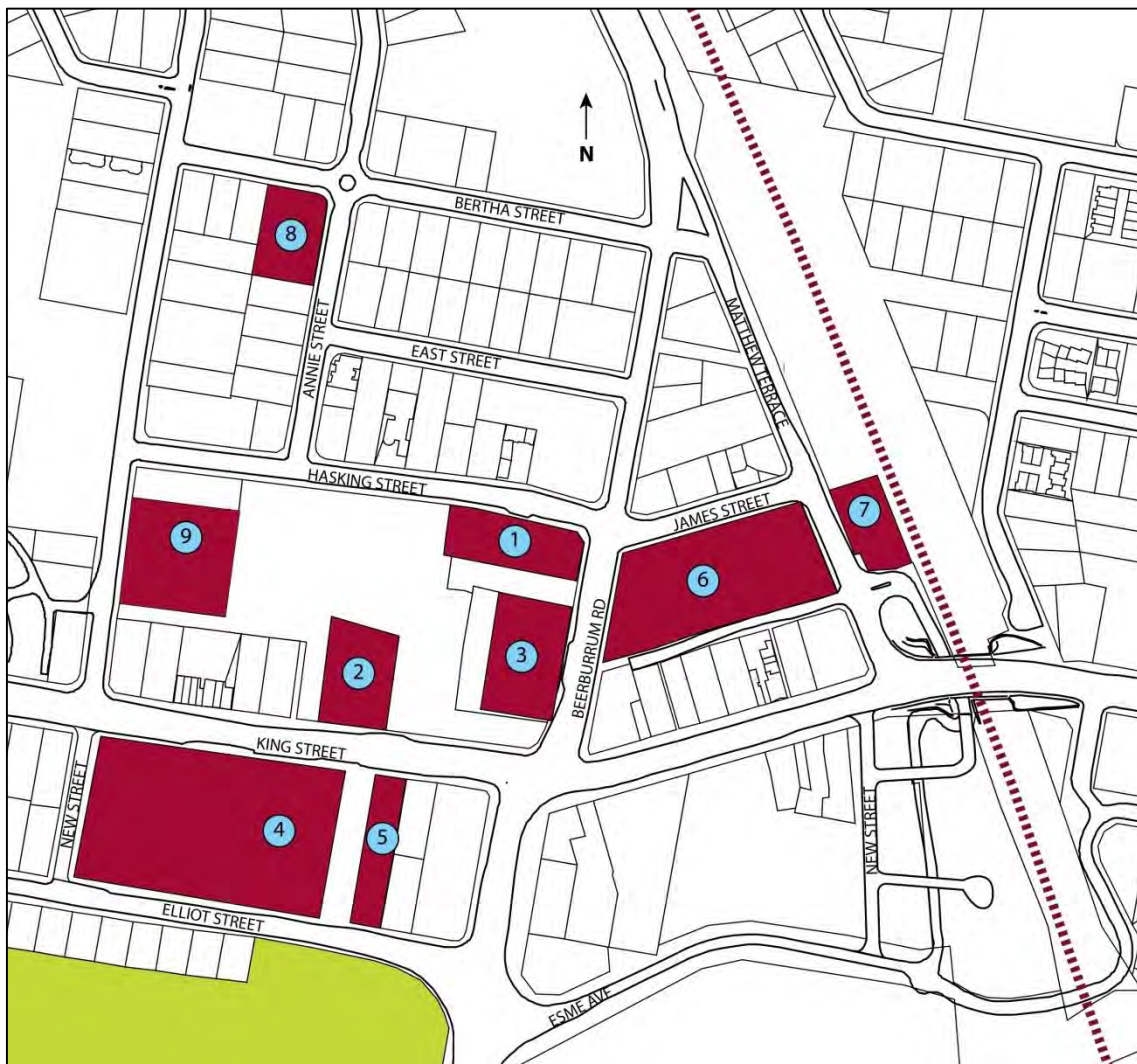 N
BERTHA STREET
8
MATTHEW TERRACE
ANNIE STREET
EAST STREET
HASKING STREET
JAMES STREET
7
9
1
6
3
2
BEERBURRUM RD
KING STREET
NEW STREET
4
5
NEW STREET
ELLIOT STREET
ESME AVE